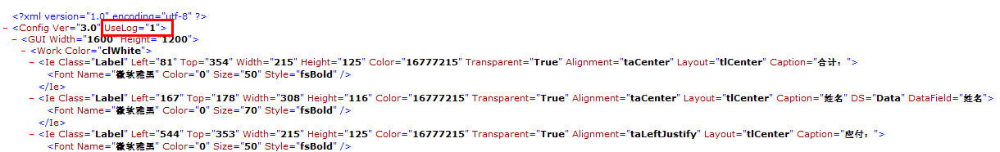 <?xml version="1.0" encoding="utf-8" ?>
- <Config Ver="3.0" UseLog="1">
- <GUI Width="1600" Height="1200">
- <Work Color="clWhite">
- <Ie Class="Label" Left="81" Top="354" Width="215" Height="125" Color="16777215" Transparent="True" Alignment="taCenter" Layout="tlCenter" Caption="合计：">
<Font Name="微软雅黑" Color="0" Size="50" Style="fsBold" />
</Ie>
- <Ie Class="Label" Left="167" Top="178" Width="308" Height="116" Color="16777215" Transparent="True" Alignment="taCenter" Layout="tlCenter" Caption="姓名" DS="Data" DataField="姓名">
<Font Name="微软雅黑" Color="0" Size="70" Style="fsBold" />
</Ie>
- <Ie Class="Label" Left="544" Top="353" Width="215" Height="125" Color="16777215" Transparent="True" Alignment="taLeftJustify" Layout="tlCenter" Caption="应付：">
<Font Name="微软雅黑" Color="0" Size="50" Style="fsBold" />